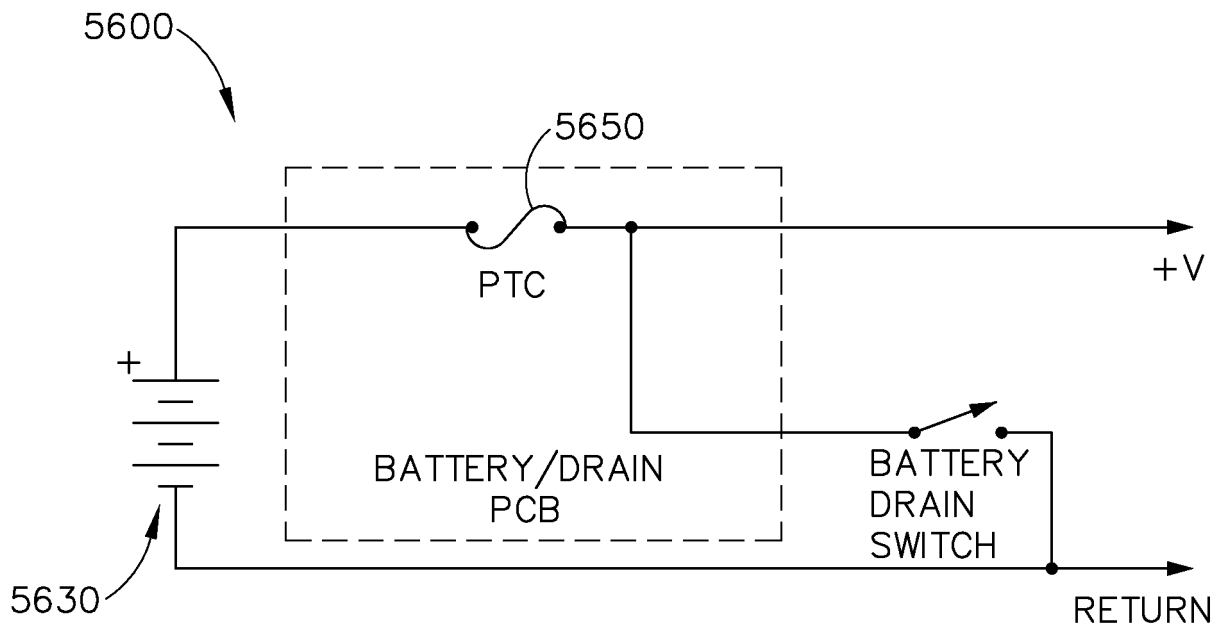 5600
5650
PTC
+V
+
BATTERY/DRAIN
PCB
BATTERY
DRAIN
SWITCH
5630
RETURN